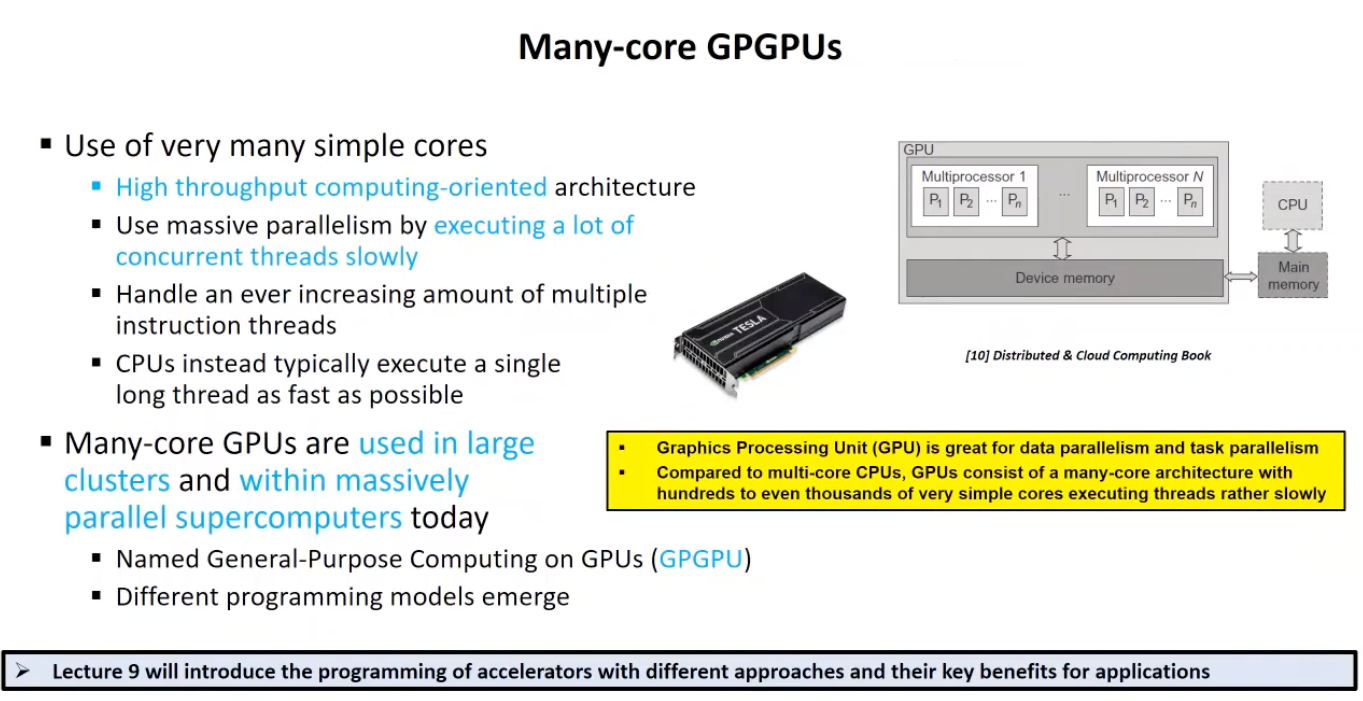 Many-core GPGPUs
▪ Use of very many simple cores
▪ High throughput computing-oriented architecture
▪ Use massive parallelism by executing a lot of
concurrent threads slowly
▪ Handle an ever increasing amount of multiple
instruction threads
▪ CPUs instead typically execute a single
long thread as fast as possible
▪ Many-core GPUs are used in large
clusters and within massively
parallel supercomputers today
▪ Named General-Purpose Computing on GPUs (GPGPU)
▪ Different programming models emerge
GPU
Multiprocessor 1
P1 P2 ... Pn
...
Multiprocessor N
P1 P2 ... Pn
Device memory
CPU
Main
memory
[10] Distributed & Cloud Computing Book
NVIDIA TESLA
▪ Graphics Processing Unit (GPU) is great for data parallelism and task parallelism
▪ Compared to multi-core CPUs, GPUs consist of a many-core architecture with
hundreds to even thousands of very simple cores executing threads rather slowly
➢ Lecture 9 will introduce the programming of accelerators with different approaches and their key benefits for applications